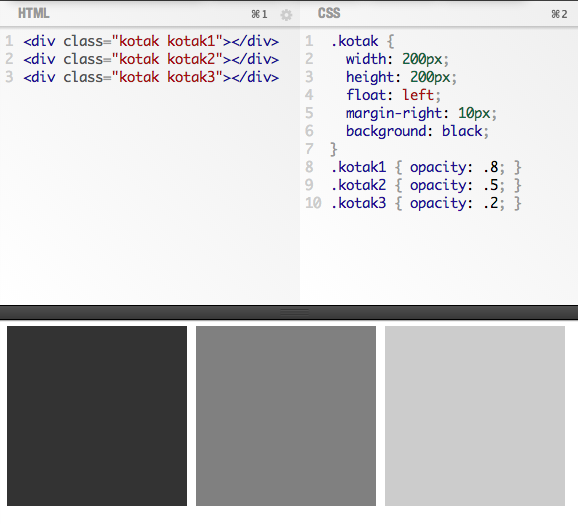 HTML ⌘1
1 <div class="kotak kotak1"></div>
2 <div class="kotak kotak2"></div>
3 <div class="kotak kotak3"></div>
CSS ⌘2
1 .kotak {
2   width: 200px;
3   height: 200px;
4   float: left;
5   margin-right: 10px;
6   background: black;
7 }
8 .kotak1 { opacity: .8; }
9 .kotak2 { opacity: .5; }
10 .kotak3 { opacity: .2; }